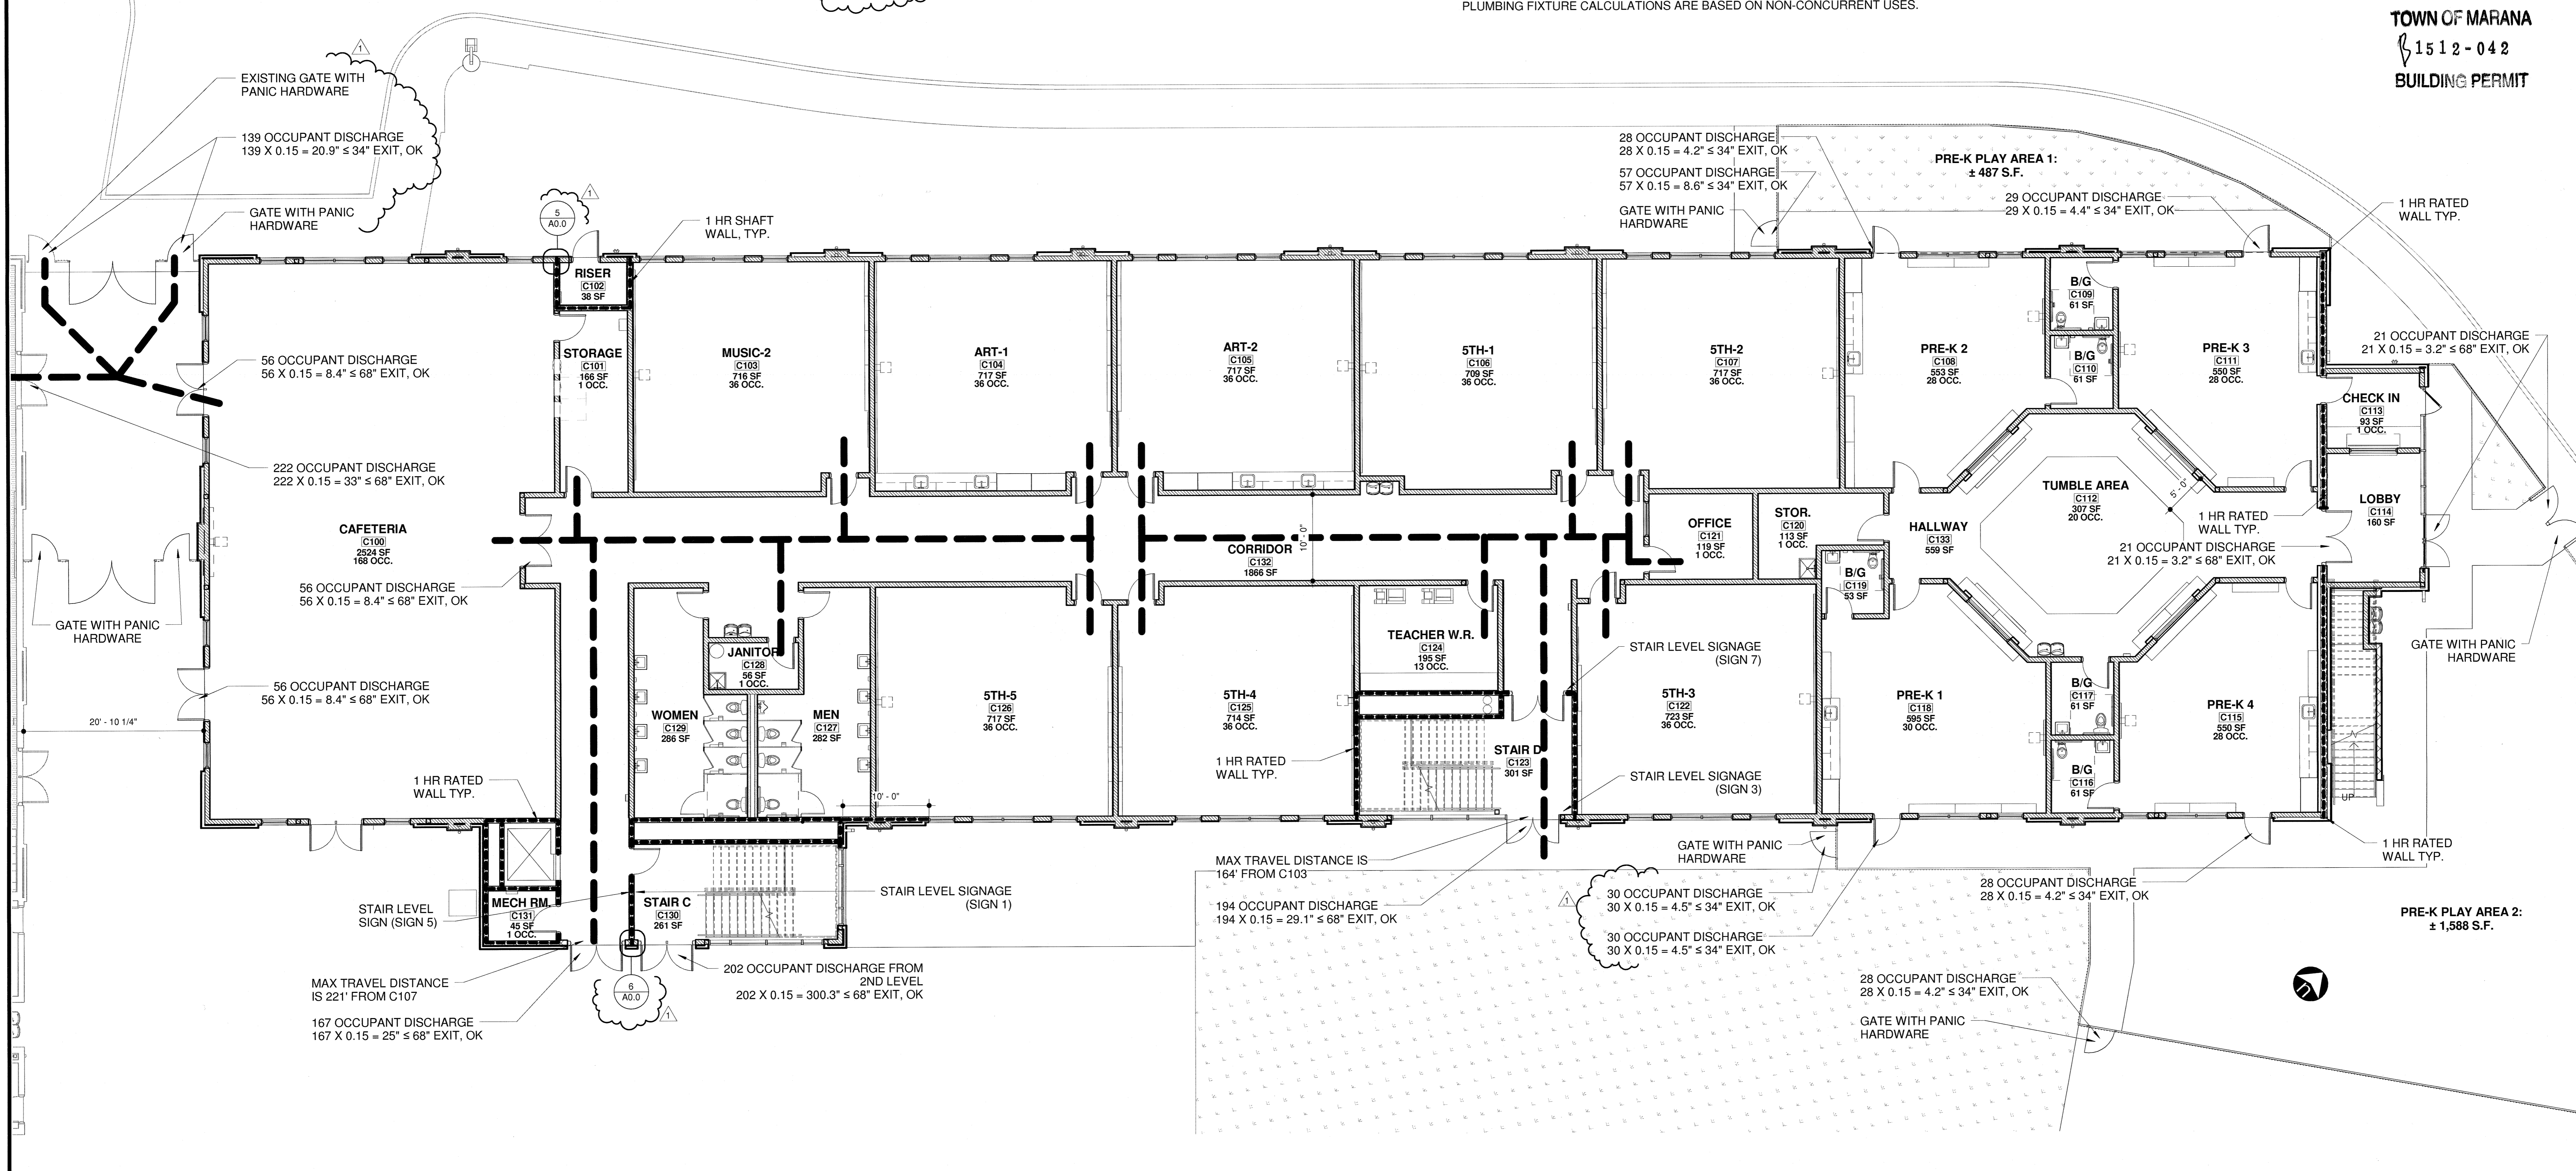 PLUMBING FIXTURE CALCULATIONS ARE BASED ON NON-CONCURRENT USES.
TOWN OF MARANA
B1512-042
BUILDING PERMIT
1
EXISTING GATE WITH
PANIC HARDWARE
139 OCCUPANT DISCHARGE
139 X 0.15 = 20.9" ≤ 34" EXIT, OK
GATE WITH PANIC
HARDWARE
1
5
A0.0
1 HR SHAFT
WALL, TYP.
28 OCCUPANT DISCHARGE
28 X 0.15 = 4.2" ≤ 34" EXIT, OK
57 OCCUPANT DISCHARGE
57 X 0.15 = 8.6" ≤ 34" EXIT, OK
GATE WITH PANIC
HARDWARE
PRE-K PLAY AREA 1:
± 487 S.F.
29 OCCUPANT DISCHARGE
29 X 0.15 = 4.4" ≤ 34" EXIT, OK
1 HR RATED
WALL TYP.
RISER
C102
38 SF
STORAGE
C101
166 SF
1 OCC.
MUSIC-2
C103
716 SF
36 OCC.
ART-1
C104
717 SF
36 OCC.
ART-2
C105
717 SF
36 OCC.
5TH-1
C106
709 SF
36 OCC.
5TH-2
C107
717 SF
36 OCC.
PRE-K 2
C108
553 SF
28 OCC.
B/G
C109
61 SF
B/G
C110
61 SF
PRE-K 3
C111
550 SF
28 OCC.
21 OCCUPANT DISCHARGE
21 X 0.15 = 3.2" ≤ 68" EXIT, OK
CHECK IN
C113
93 SF
1 OCC.
56 OCCUPANT DISCHARGE
56 X 0.15 = 8.4" ≤ 68" EXIT, OK
222 OCCUPANT DISCHARGE
222 X 0.15 = 33" ≤ 68" EXIT, OK
CAFETERIA
C100
2524 SF
168 OCC.
56 OCCUPANT DISCHARGE
56 X 0.15 = 8.4" ≤ 68" EXIT, OK
GATE WITH PANIC
HARDWARE
56 OCCUPANT DISCHARGE
56 X 0.15 = 8.4" ≤ 68" EXIT, OK
20' - 10 1/4"
CORRIDOR
C132
1866 SF
10' - 0"
OFFICE
C121
119 SF
1 OCC.
STOR.
C120
113 SF
1 OCC.
HALLWAY
C133
559 SF
TUMBLE AREA
C112
307 SF
20 OCC.
5' - 0"
1 HR RATED
WALL TYP.
21 OCCUPANT DISCHARGE
21 X 0.15 = 3.2" ≤ 68" EXIT, OK
LOBBY
C114
160 SF
B/G
C119
53 SF
JANITOR
C128
56 SF
1 OCC.
WOMEN
C129
286 SF
MEN
C127
282 SF
5TH-5
C126
717 SF
36 OCC.
5TH-4
C125
714 SF
36 OCC.
TEACHER W.R.
C124
195 SF
13 OCC.
STAIR LEVEL SIGNAGE
(SIGN 7)
5TH-3
C122
723 SF
36 OCC.
PRE-K 1
C118
595 SF
30 OCC.
B/G
C117
61 SF
B/G
C116
61 SF
PRE-K 4
C115
550 SF
28 OCC.
GATE WITH PANIC
HARDWARE
UP
1 HR RATED
WALL TYP.
1 HR RATED
WALL TYP.
STAIR D
C123
301 SF
STAIR LEVEL SIGNAGE
(SIGN 3)
10' - 0"
MAX TRAVEL DISTANCE IS
164' FROM C103
194 OCCUPANT DISCHARGE
194 X 0.15 = 29.1" ≤ 68" EXIT, OK
GATE WITH PANIC
HARDWARE
1
30 OCCUPANT DISCHARGE
30 X 0.15 = 4.5" ≤ 34" EXIT, OK
30 OCCUPANT DISCHARGE
30 X 0.15 = 4.5" ≤ 34" EXIT, OK
28 OCCUPANT DISCHARGE
28 X 0.15 = 4.2" ≤ 34" EXIT, OK
1 HR RATED
WALL TYP.
PRE-K PLAY AREA 2:
± 1,588 S.F.
STAIR LEVEL
SIGN (SIGN 5)
MECH RM.
C131
45 SF
1 OCC.
STAIR C
C130
261 SF
STAIR LEVEL SIGNAGE
(SIGN 1)
MAX TRAVEL DISTANCE
IS 221' FROM C107
167 OCCUPANT DISCHARGE
167 X 0.15 = 25" ≤ 68" EXIT, OK
6
A0.0
1
202 OCCUPANT DISCHARGE FROM
2ND LEVEL
202 X 0.15 = 300.3" ≤ 68" EXIT, OK
28 OCCUPANT DISCHARGE
28 X 0.15 = 4.2" ≤ 34" EXIT, OK
GATE WITH PANIC
HARDWARE
n